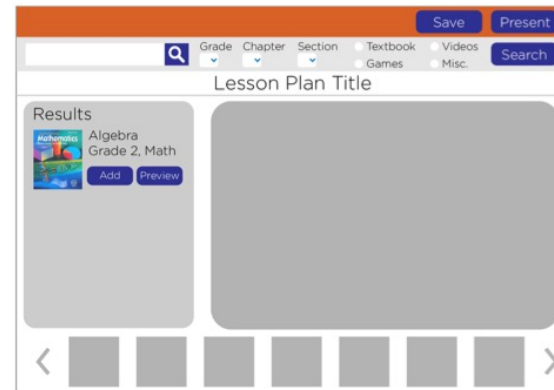 Save Present
Grade Chapter Section Textbook Videos
Games Misc. Search
Lesson Plan Title
Results
Mathematics
Algebra
Grade 2, Math
Add Preview